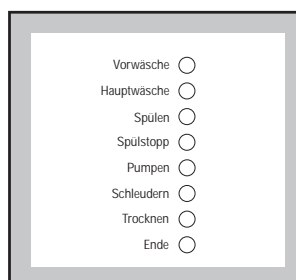 Vorwäsche
Hauptwäsche
Spülen
Spülstopp
Pumpen
Schleudern
Trocknen
Ende